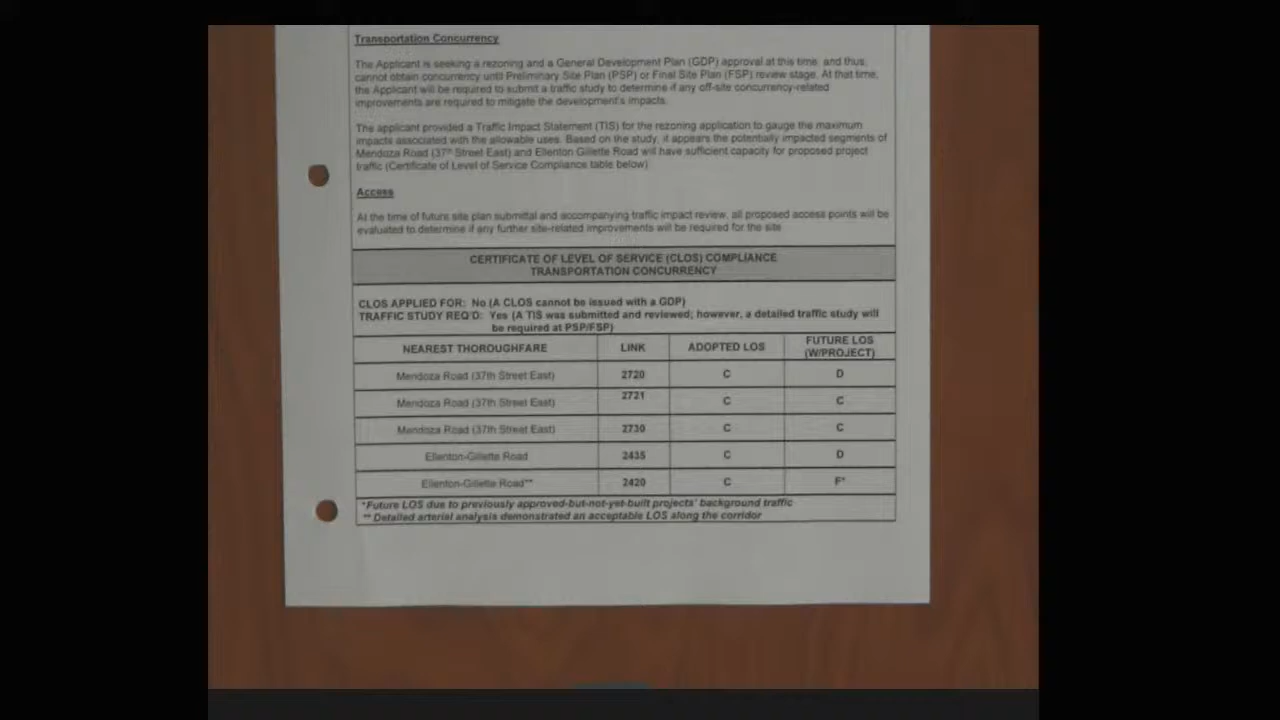 Transportation Concurrency
The Applicant is seeking a rezoning and a General Development Plan (GDP) approval at this time, and thus,
cannot obtain concurrency until Preliminary Site Plan (PSP) or Final Site Plan (FSP) review stage. At that time,
the Applicant will be required to submit a traffic study to determine if any off-site concurrency-related
improvements are required to mitigate the development's impacts.
The applicant provided a Traffic Impact Statement (TIS) for the rezoning application to gauge the maximum
impacts associated with the allowable uses. Based on the study, it appears the potentially impacted segments of
Mendoza Road (37th Street East) and Ellenton Gillette Road will have sufficient capacity for proposed project
traffic (Certificate of Level of Service Compliance table below)
Access
At the time of future site plan submittal and accompanying traffic impact review, all proposed access points will be
evaluated to determine if any further site-related improvements will be required for the site
CERTIFICATE OF LEVEL OF SERVICE (CLOS) COMPLIANCE
TRANSPORTATION CONCURRENCY
CLOS APPLIED FOR: No (A CLOS cannot be issued with a GDP)
TRAFFIC STUDY REQ'D: Yes (A TIS was submitted and reviewed; however, a detailed traffic study will
be required at PSP/FSP)
NEAREST THOROUGHFARE LINK ADOPTED LOS FUTURE LOS (W/PROJECT)
Mendoza Road (37th Street East) 2720 C D
Mendoza Road (37th Street East) 2721 C C
Mendoza Road (37th Street East) 2730 C C
Ellenton-Gillette Road 2435 C D
Ellenton-Gillette Road** 2420 C F*
*Future LOS due to previously approved-but-not-yet-built projects' background traffic
** Detailed arterial analysis demonstrated an acceptable LOS along the corridor